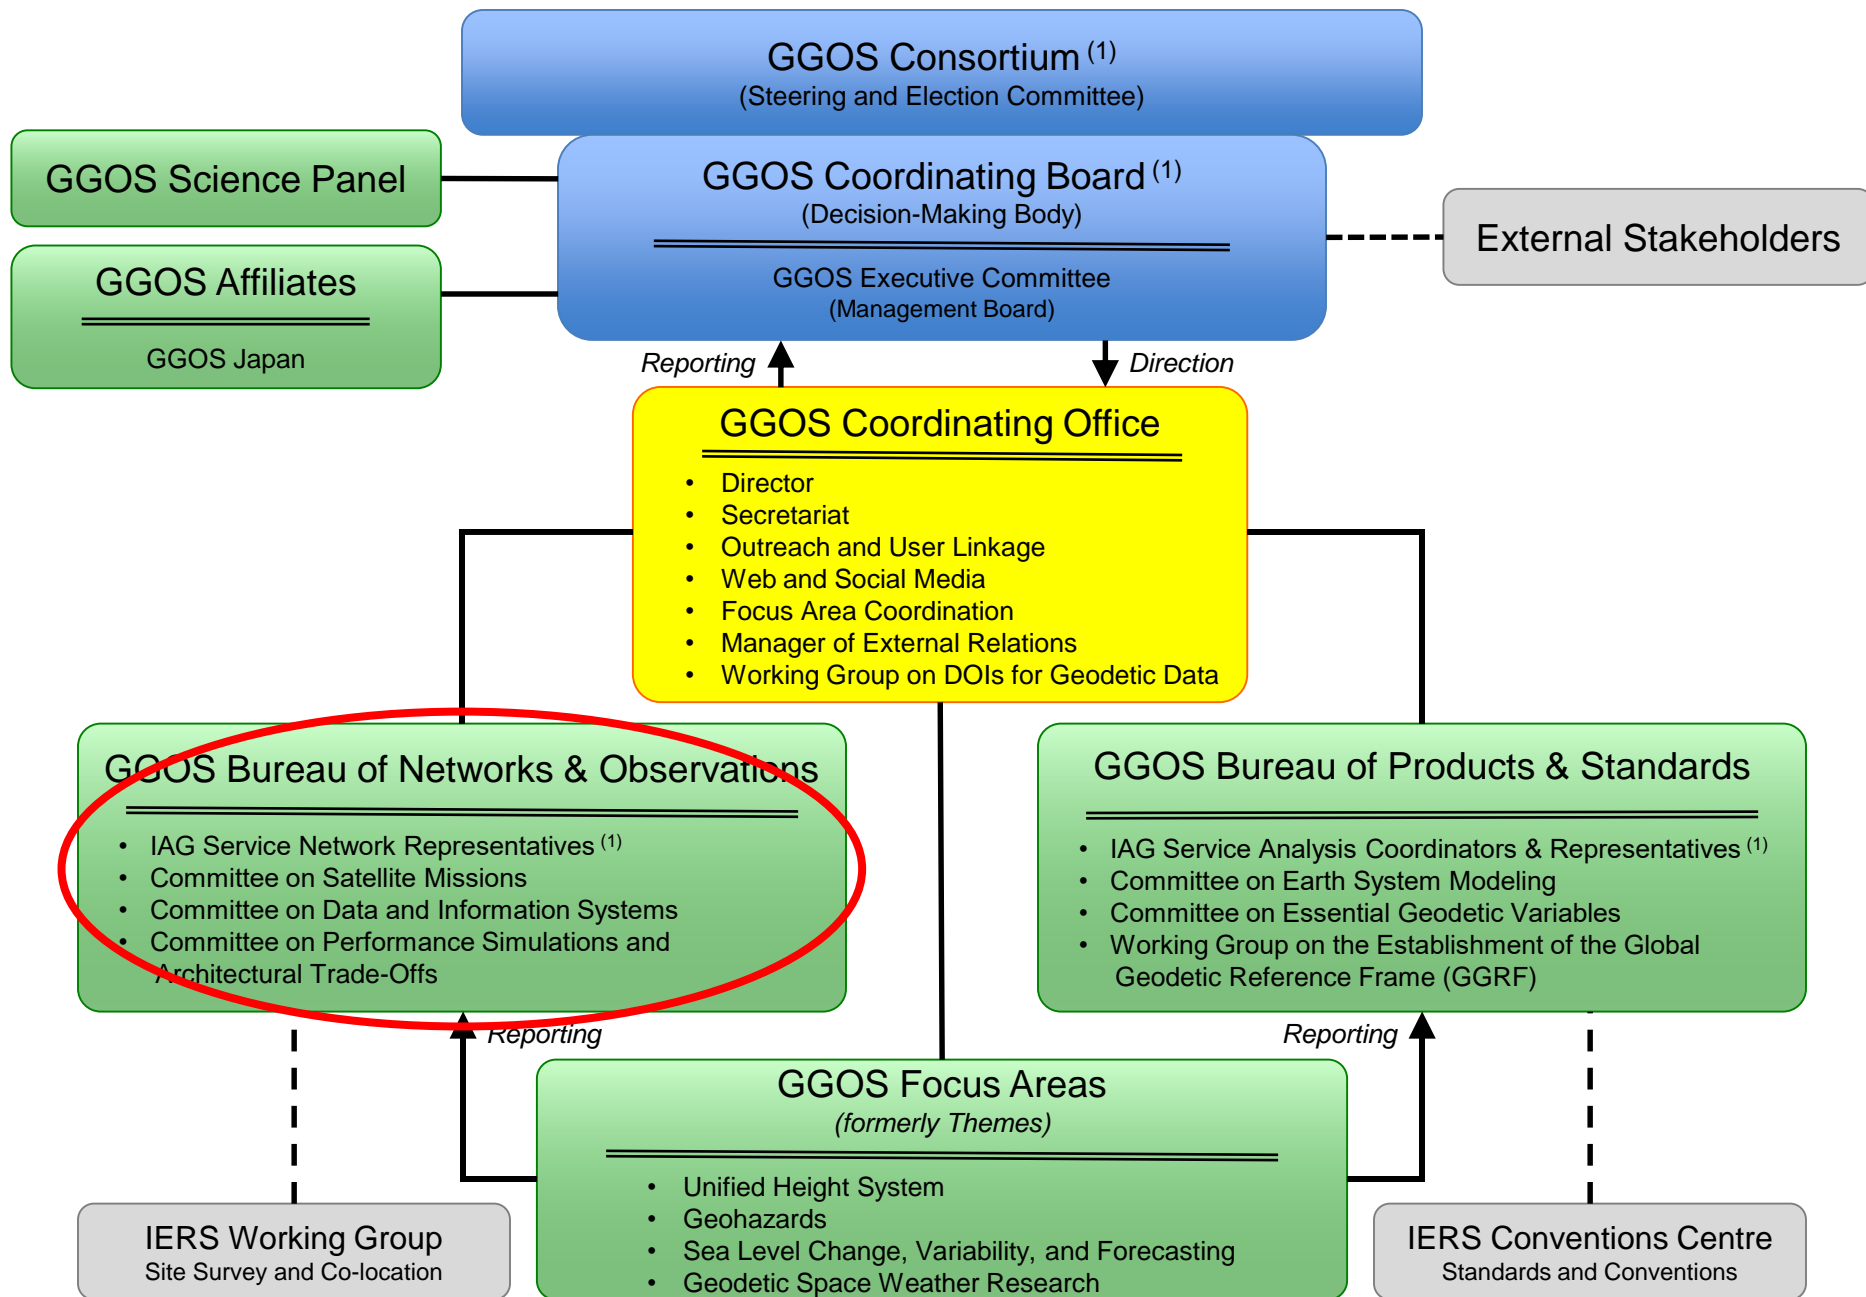 GGOS Consortium (1)
(Steering and Election Committee)
GGOS Science Panel
GGOS Coordinating Board (1)
(Decision-Making Body)
GGOS Executive Committee
(Management Board)
External Stakeholders
GGOS Affiliates
GGOS Japan
Reporting
Direction
GGOS Coordinating Office
• Director
• Secretariat
• Outreach and User Linkage
• Web and Social Media
• Focus Area Coordination
• Manager of External Relations
• Working Group on DOIs for Geodetic Data
GGOS Bureau of Networks & Observations
• IAG Service Network Representatives (1)
• Committee on Satellite Missions
• Committee on Data and Information Systems
• Committee on Performance Simulations and
Architectural Trade-Offs
GGOS Bureau of Products & Standards
• IAG Service Analysis Coordinators & Representatives (1)
• Committee on Earth System Modeling
• Committee on Essential Geodetic Variables
• Working Group on the Establishment of the Global
Geodetic Reference Frame (GGRF)
Reporting
Reporting
GGOS Focus Areas
(formerly Themes)
• Unified Height System
• Geohazards
• Sea Level Change, Variability, and Forecasting
• Geodetic Space Weather Research
IERS Working Group
Site Survey and Co-location
IERS Conventions Centre
Standards and Conventions